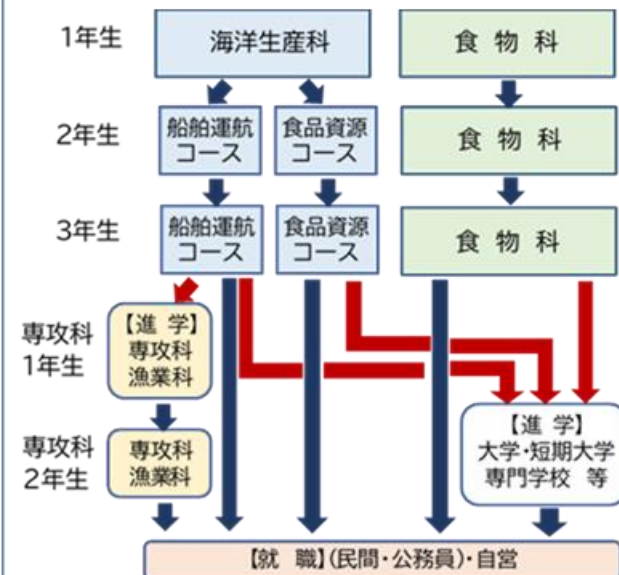 1年生
海洋生産科
食 物 科
2年生
船舶運航
コース
食品資源
コース
食 物 科
3年生
船舶運航
コース
食品資源
コース
食 物 科
専攻科
1年生
【進 学】
専攻科
漁業科
専攻科
2年生
専攻科
漁業科
【進 学】
大学・短期大学
専門学校 等
【就 職】(民間・公務員)・自営